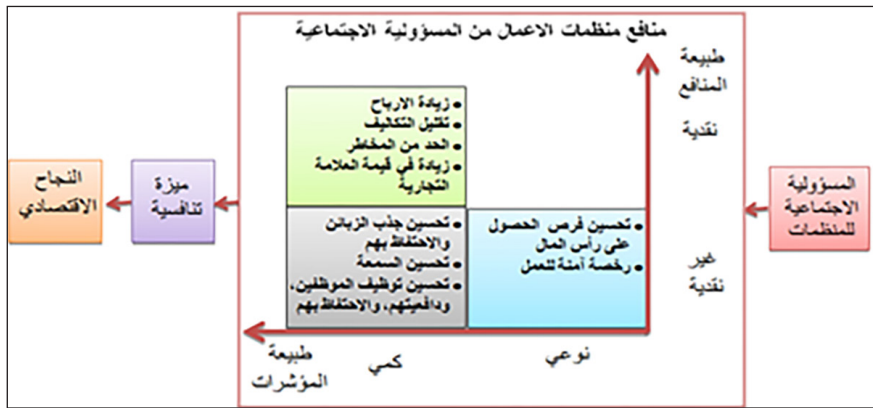 منافع منظمات الاعمال من المسؤولية الاجتماعية
المسؤولية
الاجتماعية
للمنظمات
طبيعة
المنافع
نقدية
غير
نقدية
• زيادة الارباح
• تقليل التكاليف
• الحد من المخاطر
• زيادة في قيمة العلامة
التجارية
• تحسين فرص الحصول
على رأس المال
• رخصة آمنة للعمل
• تحسين جذب الزبائن
والاحتفاظ بهم
• تحسين السمعة
• تحسين توظيف الموظفين،
ودافعيتهم، والاحتفاظ بهم
نوعي
كمي
طبيعة
المؤشرات
ميزة
تنافسية
النجاح
الاقتصادي